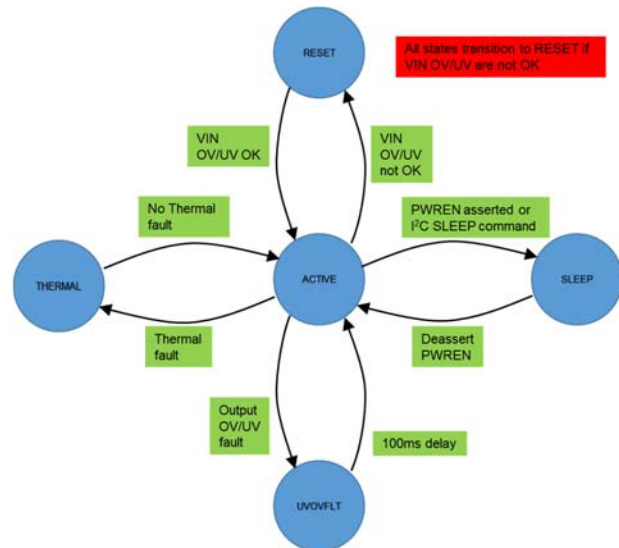 RESET
All states transition to RESET if
VIN OV/UV are not OK
VIN
OV/UV OK
VIN
OV/UV
not OK
No Thermal
fault
PWREN asserted or
I²C SLEEP command
THERMAL
ACTIVE
SLEEP
Thermal
fault
Deassert
PWREN
Output
OV/UV
fault
100ms delay
UVOVFLT